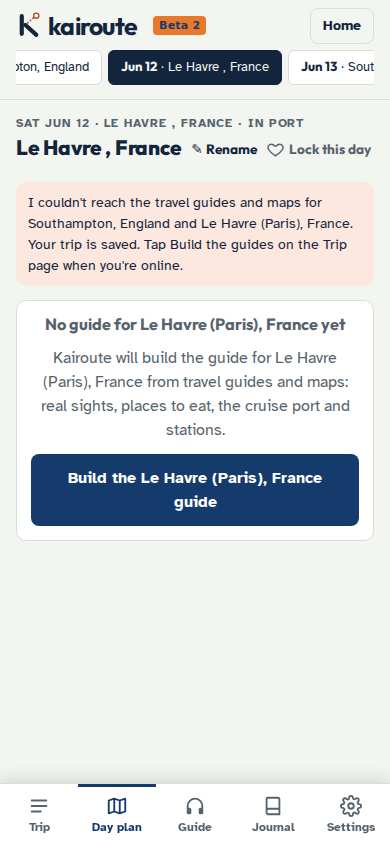 kairoute
Beta 2
Home
pton, England
Jun 12 · Le Havre , France
Jun 13 · Sout
SAT JUN 12 · LE HAVRE , FRANCE · IN PORT
Le Havre , France
✎ Rename
Lock this day
I couldn't reach the travel guides and maps for
Southampton, England and Le Havre (Paris), France.
Your trip is saved. Tap Build the guides on the Trip
page when you're online.
No guide for Le Havre (Paris), France yet
Kairoute will build the guide for Le Havre
(Paris), France from travel guides and maps:
real sights, places to eat, the cruise port and
stations.
Build the Le Havre (Paris), France
guide
Trip
Day plan
Guide
Journal
Settings